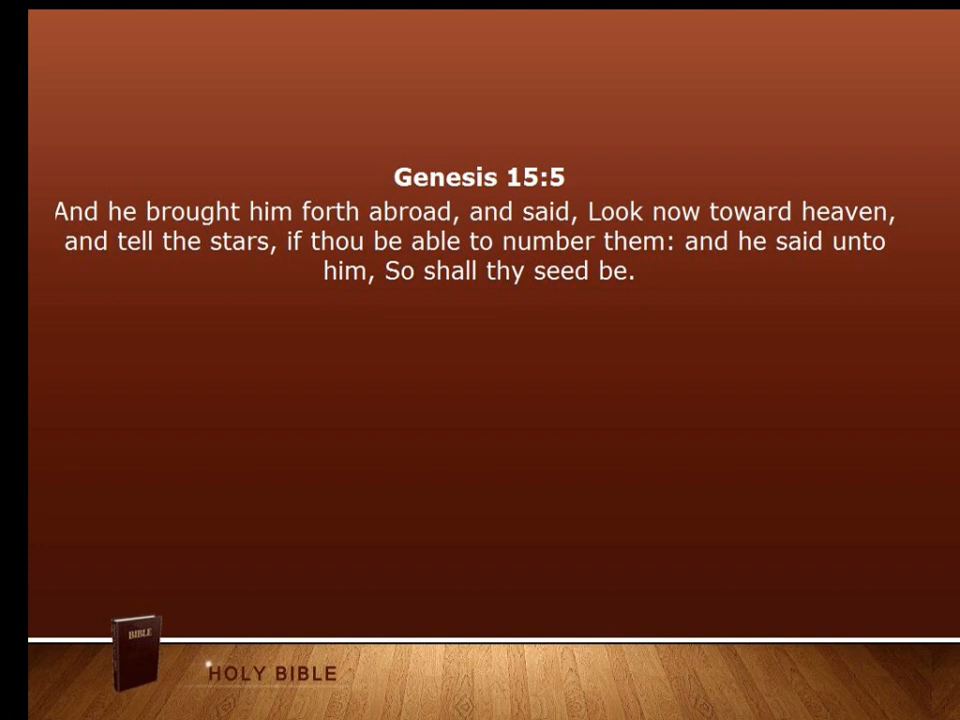 Genesis 15:5
And he brought him forth abroad, and said, Look now toward heaven,
and tell the stars, if thou be able to number them: and he said unto
him, So shall thy seed be.
BIBLE
HOLY BIBLE